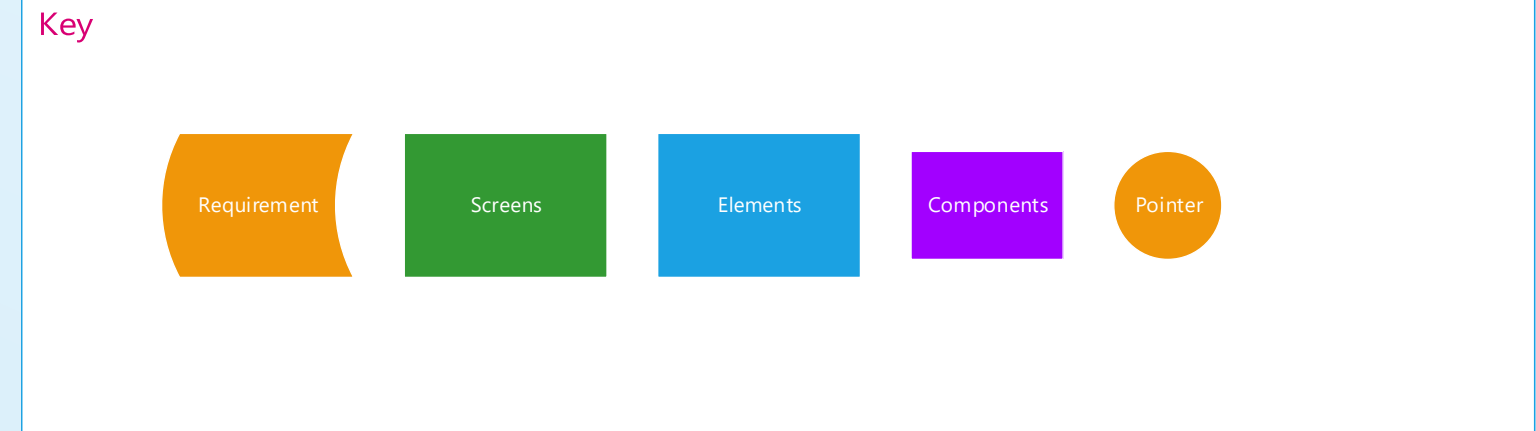 Key
Requirement
Screens
Elements
Components
Pointer